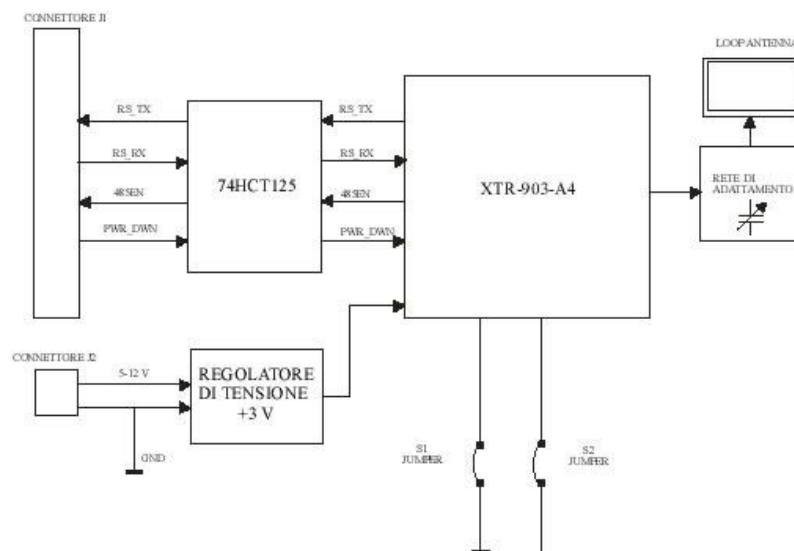 CONNETTORE J1
LOOP ANTENNA
RS_TX
RS_TX
RS_RX
RS_RX
74HCT125
XTR-903-A4
485EN
485EN
PWR_DWN
PWR_DWN
RETE DI
ADATTAMENTO
CONNETTORE J2
5-12 V
REGOLATORE
DI TENSIONE
+3 V
GND
S1
JUMPER
S2
JUMPER